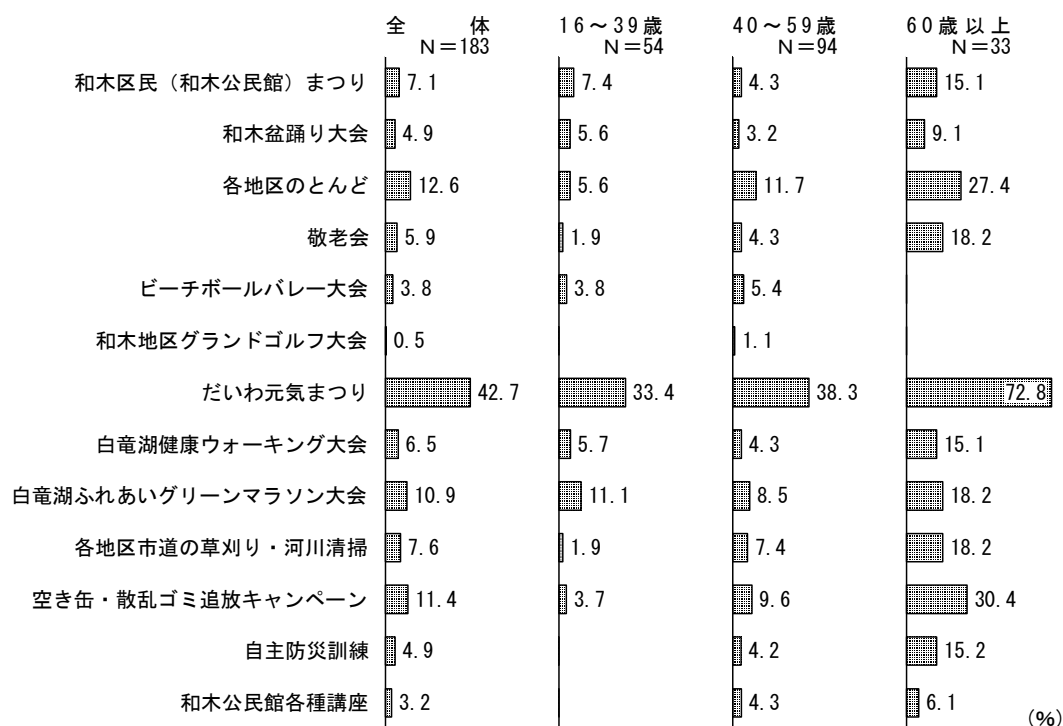 全　体　16～39歳　40～59歳　60歳以上
N＝183　N＝54　N＝94　N＝33
和木区民（和木公民館）まつり　7.1　7.4　4.3　15.1
和木盆踊り大会　4.9　5.6　3.2　9.1
各地区のとんど　12.6　5.6　11.7　27.4
敬老会　5.9　1.9　4.3　18.2
ビーチボールバレー大会　3.8　3.8　5.4
和木地区グランドゴルフ大会　0.5　1.1
だいわ元気まつり　42.7　33.4　38.3　72.8
白竜湖健康ウォーキング大会　6.5　5.7　4.3　15.1
白竜湖ふれあいグリーンマラソン大会　10.9　11.1　8.5　18.2
各地区市道の草刈り・河川清掃　7.6　1.9　7.4　18.2
空き缶・散乱ゴミ追放キャンペーン　11.4　3.7　9.6　30.4
自主防災訓練　4.9　4.2　15.2
和木公民館各種講座　3.2　4.3　6.1
(%)